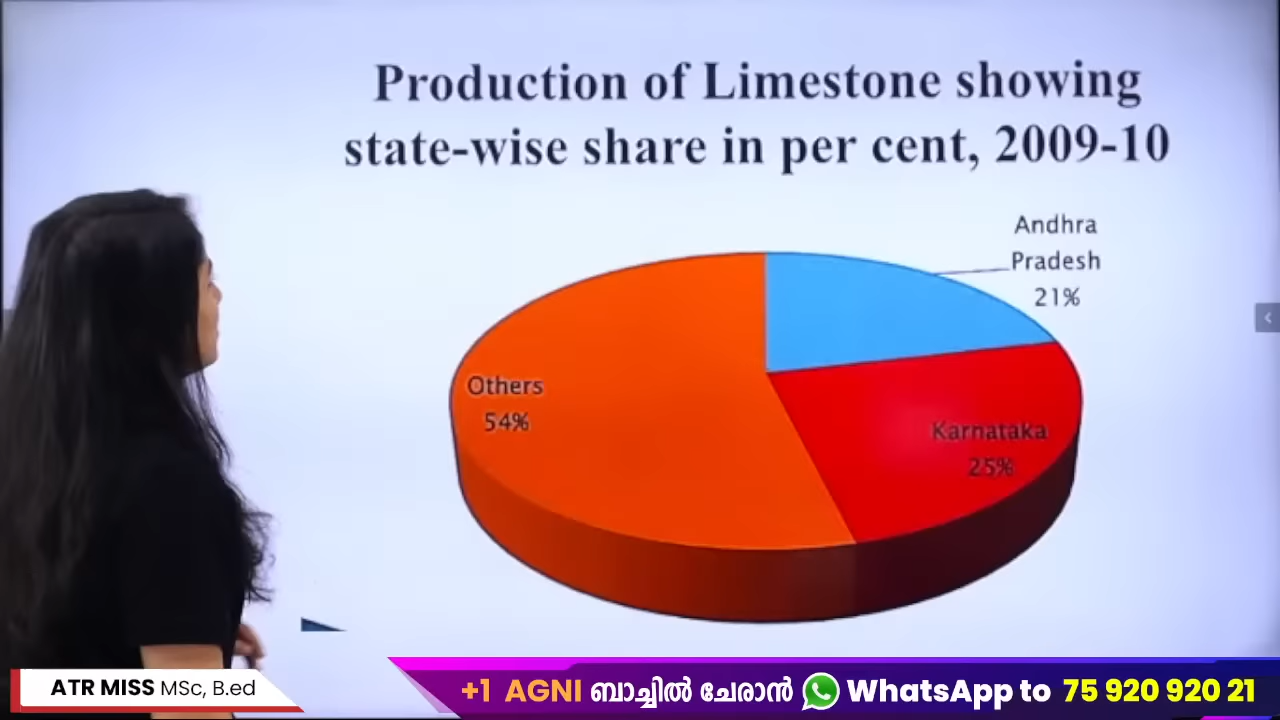 Production of Limestone showing
state-wise share in per cent, 2009-10
Andhra
Pradesh
21%
Others
54%
Karnataka
25%
ATR MISS MSc, B.ed
+1 AGNI ബാച്ചിൽ ചേരാൻ WhatsApp to 75 920 920 21